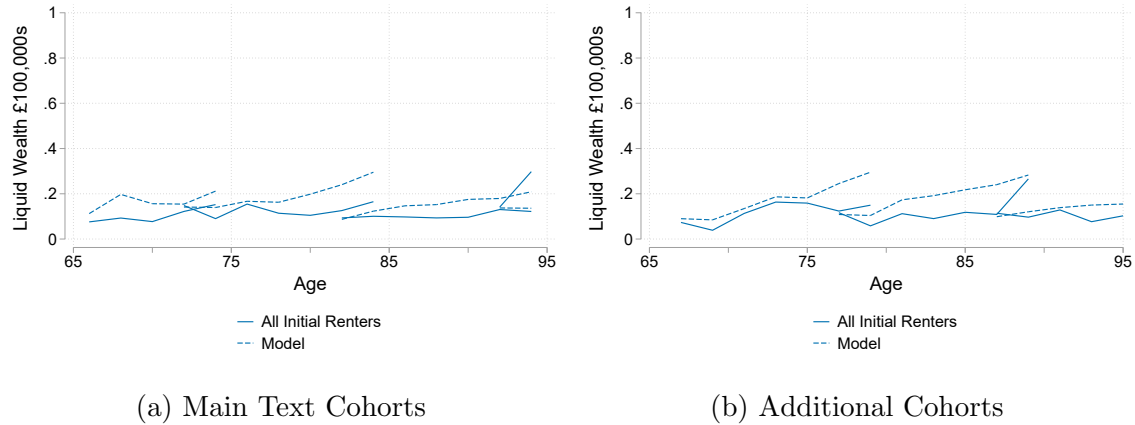 Liquid Wealth £100,000s
1
.8
.6
.4
.2
0
65
75
85
95
Age
All Initial Renters
Model
(a) Main Text Cohorts
Liquid Wealth £100,000s
1
.8
.6
.4
.2
0
65
75
85
95
Age
All Initial Renters
Model
(b) Additional Cohorts